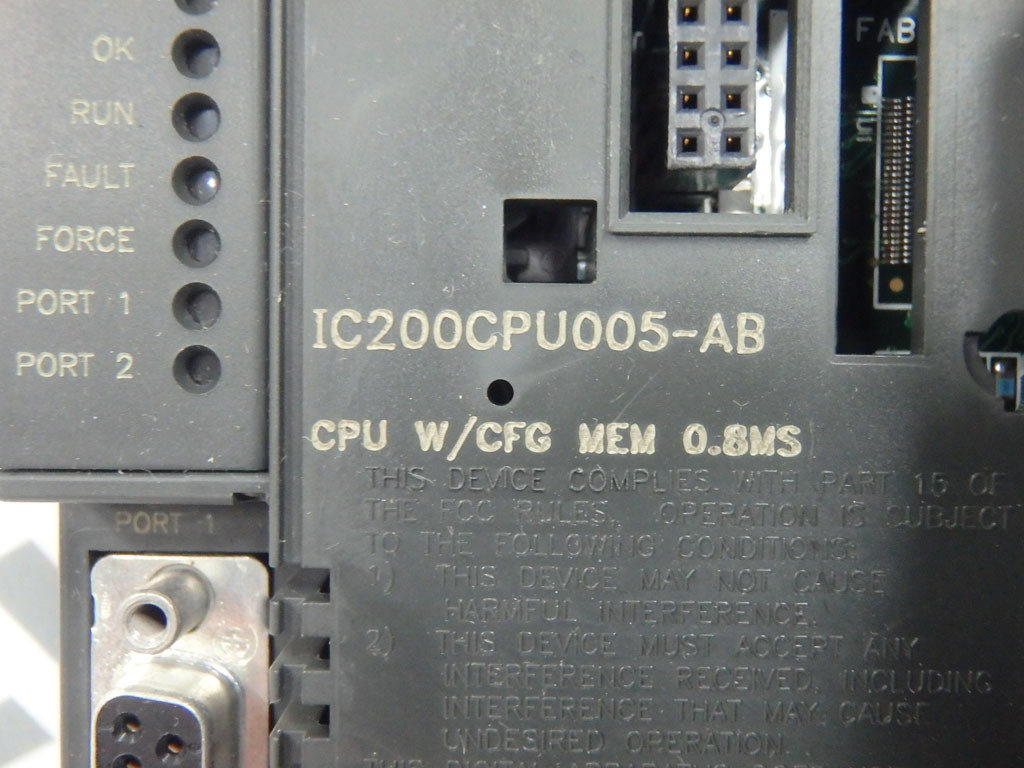 OK
RUN
FAULT
FORCE
PORT 1
PORT 2
FAB
IC200CPU005-AB
CPU W/CFG MEM 0.8MS
THIS DEVICE COMPLIES WITH PART 15 OF
THE FCC RULES. OPERATION IS SUBJECT
TO THE FOLLOWING CONDITIONS:
1) THIS DEVICE MAY NOT CAUSE
HARMFUL INTERFERENCE.
2) THIS DEVICE MUST ACCEPT ANY
INTERFERENCE RECEIVED, INCLUDING
INTERFERENCE THAT MAY CAUSE
UNDESIRED OPERATION.
PORT 1